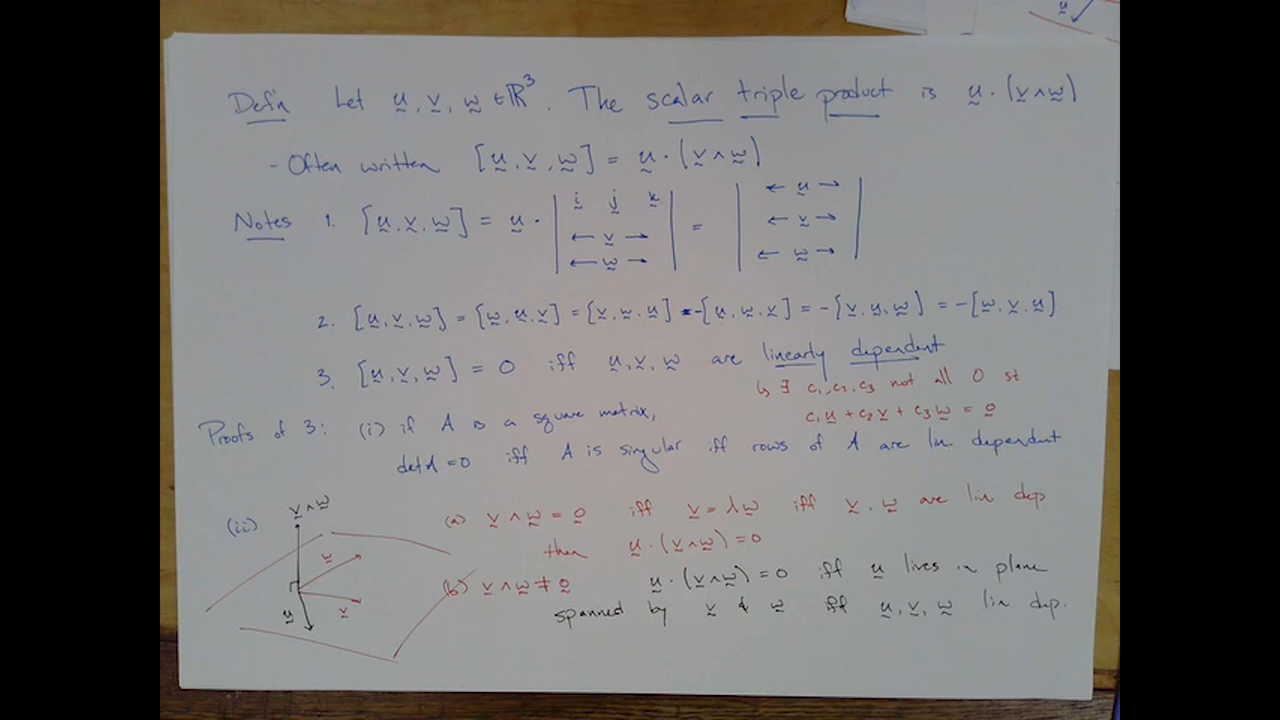 Defn Let u, v, w ∈ ℝ³. The scalar triple product is u · (v ∧ w)
- Often written [u, v, w] = u · (v ∧ w)
Notes 1. [u, v, w] = u · | i j k ; ← v → ; ← w → | = | ← u → ; ← v → ; ← w → |
2. [u, v, w] = [w, u, v] = [v, w, u] = -[u, w, v] = -[v, u, w] = -[w, v, u]
3. [u, v, w] = 0 iff u, v, w are linearly dependent
↳ ∃ c₁, c₂, c₃ not all 0 st
c₁u + c₂v + c₃w = 0
Proofs of 3: (i) if A is a square matrix,
det A = 0 iff A is singular iff rows of A are lin dependent
(ii)
v ∧ w
w
v
u
(a) v ∧ w = 0 iff v = λw iff v, w are lin dep
then u · (v ∧ w) = 0
(b) v ∧ w ≠ 0 u · (v ∧ w) = 0 iff u lives in plane
spanned by v & w iff u, v, w lin dep.
u